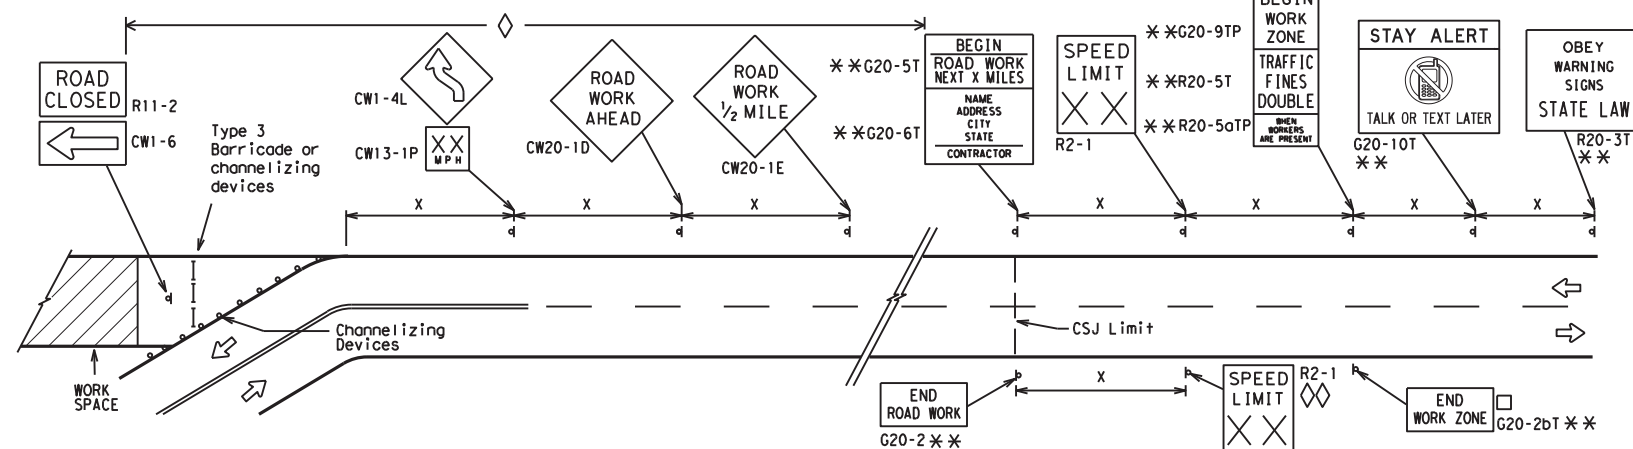 ROAD
CLOSED
R11-2
CW1-6
Type 3
Barricade or
channelizing
devices
CW1-4L
CW13-1P
XX
MPH
ROAD
WORK
AHEAD
CW20-1D
ROAD
WORK
1/2 MILE
CW20-1E
**G20-5T
**G20-6T
BEGIN
ROAD WORK
NEXT X MILES
NAME
ADDRESS
CITY
STATE
CONTRACTOR
SPEED
LIMIT
XX
R2-1
**G20-9TP
**R20-5T
**R20-5aTP
BEGIN
WORK
ZONE
TRAFFIC
FINES
DOUBLE
WHEN
WORKERS
ARE PRESENT
STAY ALERT
TALK OR TEXT LATER
G20-10T
**
OBEY
WARNING
SIGNS
STATE LAW
R20-3T
**
X
X
X
X
X
X
X
Channelizing
Devices
WORK
SPACE
CSJ Limit
X
END
ROAD WORK
G20-2 **
SPEED
LIMIT
XX
R2-1
END
WORK ZONE
G20-2bT **